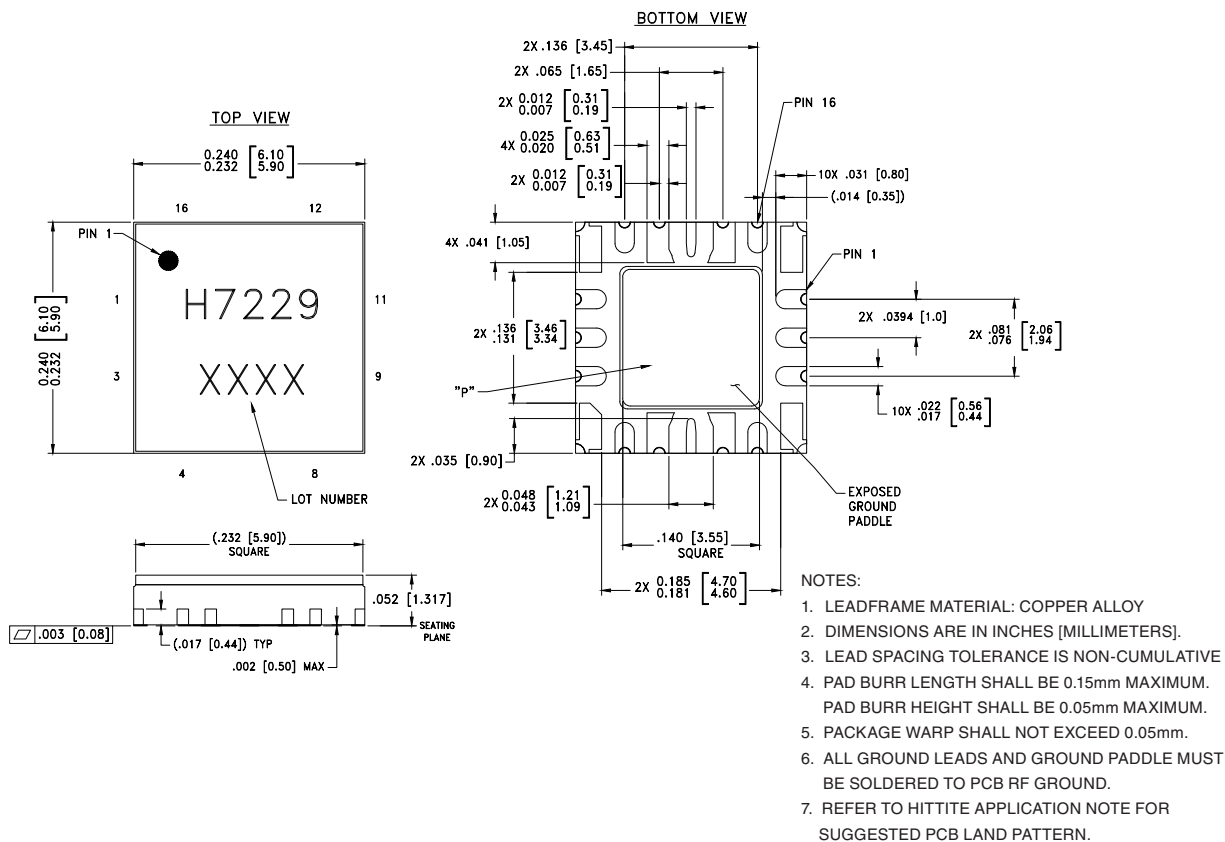 BOTTOM VIEW
2X .136 [3.45]
2X .065 [1.65]
2X 0.012 [0.31]
0.007 [0.19]
4X 0.025 [0.63]
0.020 [0.51]
2X 0.012 [0.31]
0.007 [0.19]
PIN 16
10X .031 [0.80]
(.014 [0.35])
4X .041 [1.05]
PIN 1
2X .0394 [1.0]
2X .081 [2.06]
.076 [1.94]
2X .136 [3.46]
.131 [3.34]
"P"
10X .022 [0.56]
.017 [0.44]
2X .035 [0.90]
2X 0.048 [1.21]
0.043 [1.09]
EXPOSED
GROUND
PADDLE
.140 [3.55]
SQUARE
2X 0.185 [4.70]
0.181 [4.60]
TOP VIEW
0.240 [6.10]
0.232 [5.90]
16 12
PIN 1
H7229
1 11
0.240 [6.10]
0.232 [5.90]
XXXX
3 9
4 8
LOT NUMBER
(.232 [5.90])
SQUARE
.052 [1.317]
SEATING
PLANE
.003 [0.08]
(.017 [0.44]) TYP
.002 [0.50] MAX
NOTES:
1. LEADFRAME MATERIAL: COPPER ALLOY
2. DIMENSIONS ARE IN INCHES [MILLIMETERS].
3. LEAD SPACING TOLERANCE IS NON-CUMULATIVE
4. PAD BURR LENGTH SHALL BE 0.15mm MAXIMUM.
PAD BURR HEIGHT SHALL BE 0.05mm MAXIMUM.
5. PACKAGE WARP SHALL NOT EXCEED 0.05mm.
6. ALL GROUND LEADS AND GROUND PADDLE MUST
BE SOLDERED TO PCB RF GROUND.
7. REFER TO HITTITE APPLICATION NOTE FOR
SUGGESTED PCB LAND PATTERN.